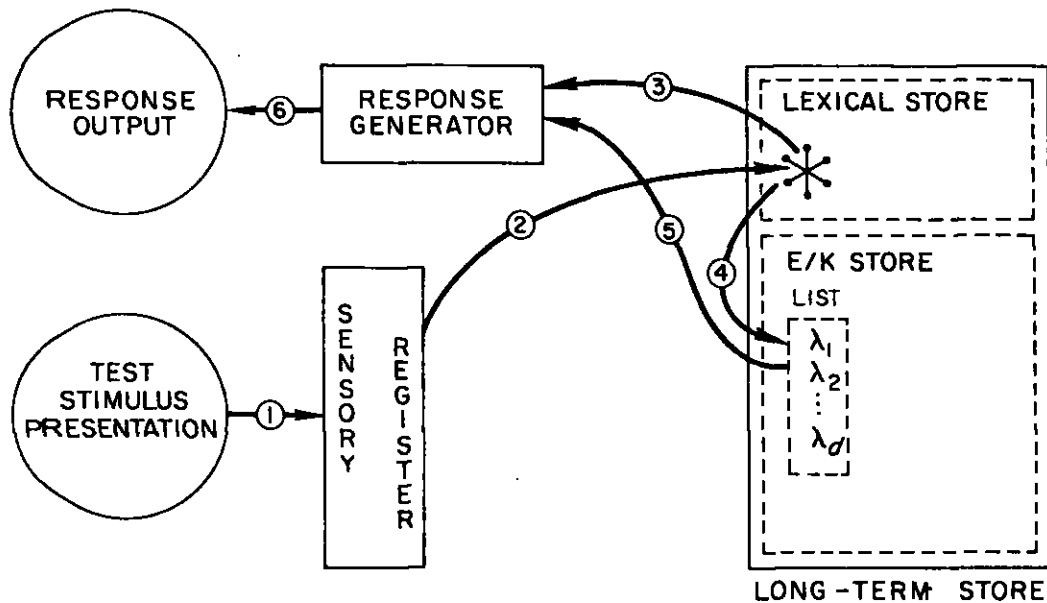 RESPONSE
OUTPUT
6
RESPONSE
GENERATOR
3
LEXICAL STORE
2
5
4
E/K STORE
LIST
λ1
λ2
⋮
λd
TEST
STIMULUS
PRESENTATION
1
SENSORY
REGISTER
LONG-TERM STORE